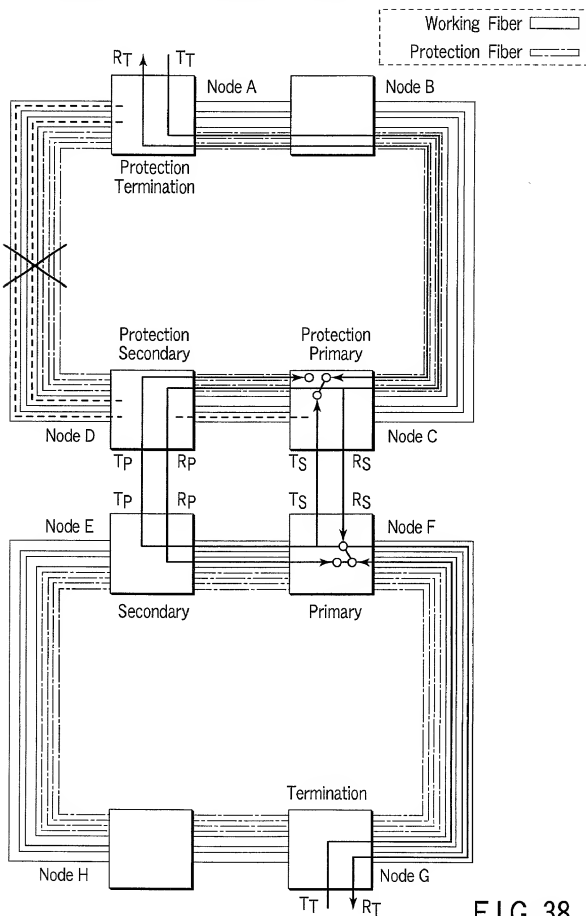 Working Fiber
Protection Fiber
RT TT
Node A
Node B
Protection
Termination
Protection
Secondary
Protection
Primary
Node D
Node C
TP RP TS RS
TP RP TS RS
Node E
Node F
Secondary
Primary
Termination
Node H
Node G
TT RT
FIG. 38